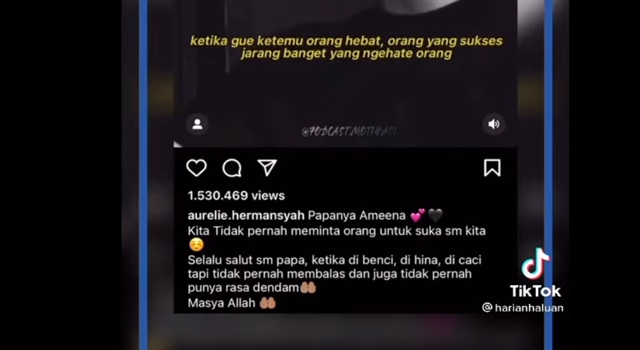 ketika gue ketemu orang hebat, orang yang sukses
jarang banget yang ngehate orang
@PODCAST.MOTIVASI
1.530.469 views
aurelie.hermansyah Papanya Ameena 💕🖤
Kita Tidak pernah meminta orang untuk suka sm kita
☺️
Selalu salut sm papa, ketika di benci, di hina, di caci
tapi tidak pernah membalas dan juga tidak pernah
punya rasa dendam🤲🏽
Masya Allah 🤲🏽
TikTok
@harianhaluan